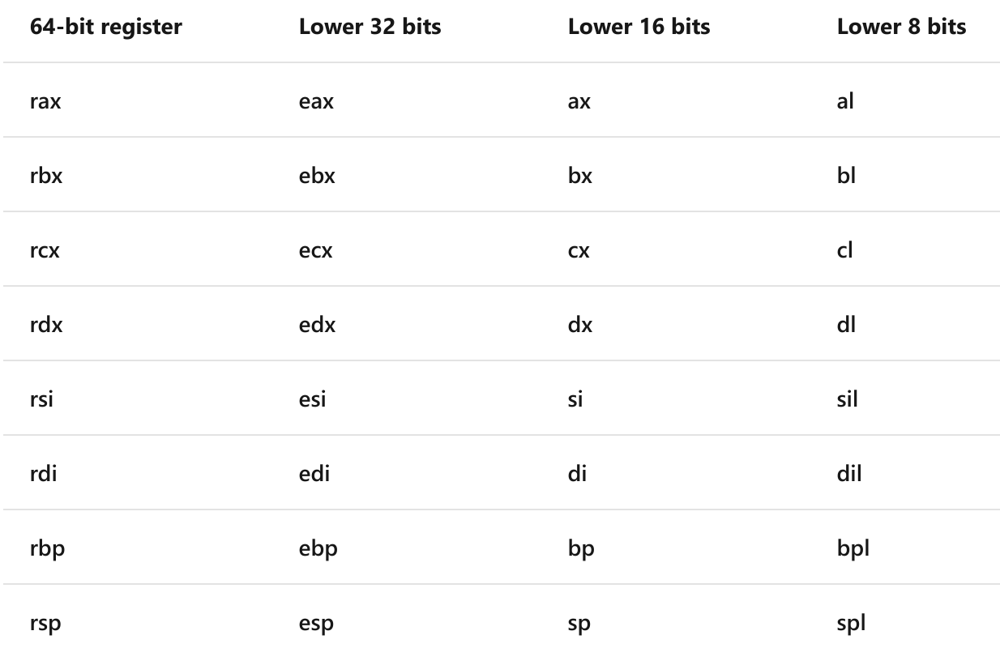 64-bit register Lower 32 bits Lower 16 bits Lower 8 bits
rax eax ax al
rbx ebx bx bl
rcx ecx cx cl
rdx edx dx dl
rsi esi si sil
rdi edi di dil
rbp ebp bp bpl
rsp esp sp spl